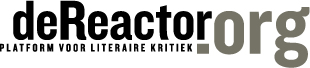 deReactor.org
PLATFORM VOOR LITERAIRE KRITIEK